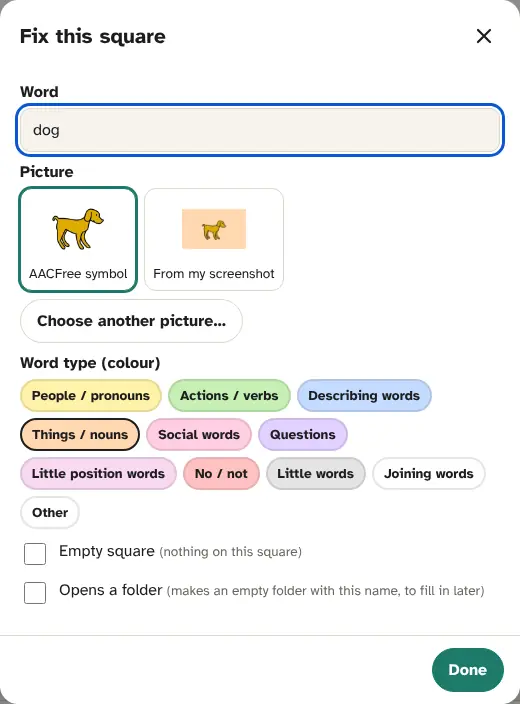 Fix this square
Word
dog
Picture
AACFree symbol
From my screenshot
Choose another picture...
Word type (colour)
People / pronouns
Actions / verbs
Describing words
Things / nouns
Social words
Questions
Little position words
No / not
Little words
Joining words
Other
Empty square (nothing on this square)
Opens a folder (makes an empty folder with this name, to fill in later)
Done